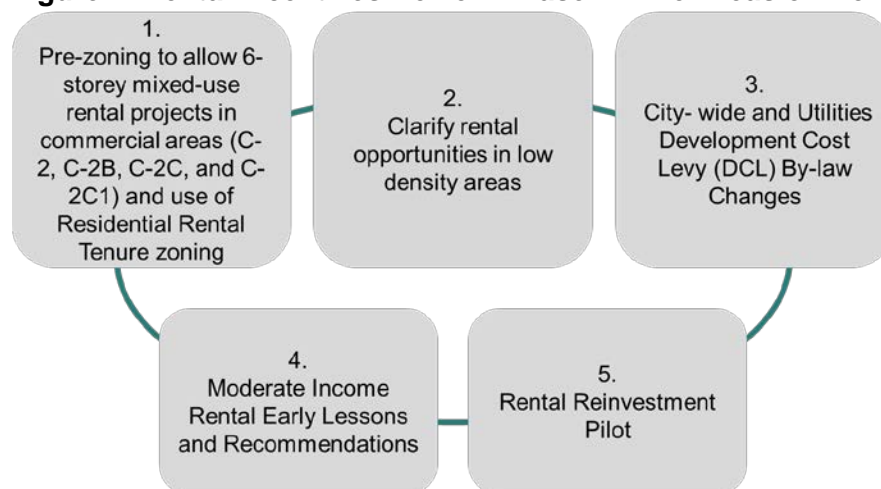 1.
Pre-zoning to allow 6-
storey mixed-use
rental projects in
commercial areas (C-
2, C-2B, C-2C, and C-
2C1) and use of
Residential Rental
Tenure zoning
2.
Clarify rental
opportunities in low
density areas
3.
City- wide and Utilities
Development Cost
Levy (DCL) By-law
Changes
4.
Moderate Income
Rental Early Lessons
and Recommendations
5.
Rental Reinvestment
Pilot